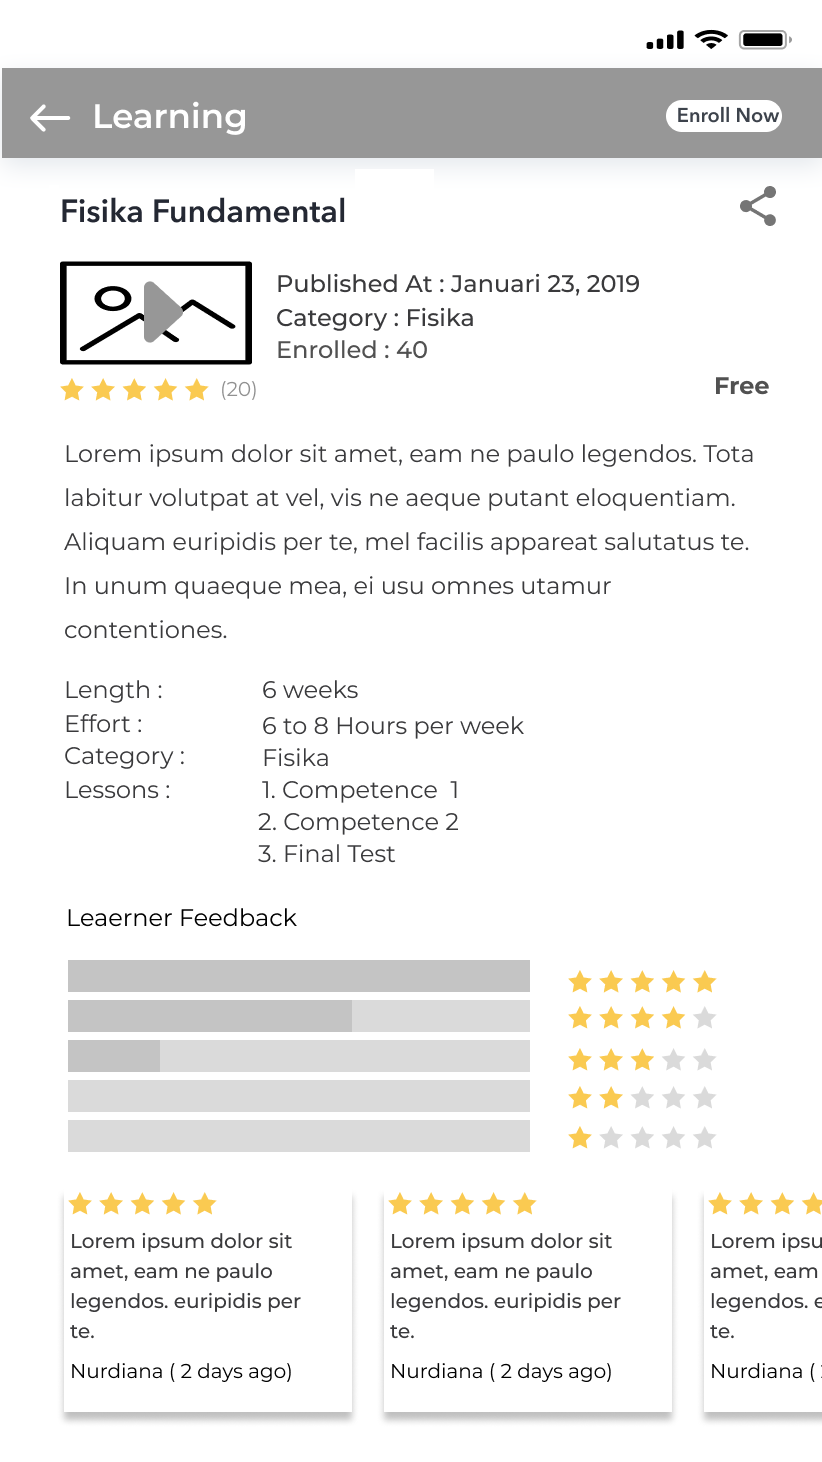 Learning
Enroll Now
Fisika Fundamental
Published At : Januari 23, 2019
Category : Fisika
Enrolled : 40
(20)
Free
Lorem ipsum dolor sit amet, eam ne paulo legendos. Tota
labitur volutpat at vel, vis ne aeque putant eloquentiam.
Aliquam euripidis per te, mel facilis appareat salutatus te.
In unum quaeque mea, ei usu omnes utamur
contentiones.
Length : 6 weeks
Effort : 6 to 8 Hours per week
Category : Fisika
Lessons : 1. Competence 1
2. Competence 2
3. Final Test
Leaerner Feedback
Lorem ipsum dolor sit
amet, eam ne paulo
legendos. euripidis per
te.
Nurdiana ( 2 days ago)
Lorem ipsum dolor sit
amet, eam ne paulo
legendos. euripidis per
te.
Nurdiana ( 2 days ago)
Lorem
amet, eam
legendos.
te.
Nurdiana (